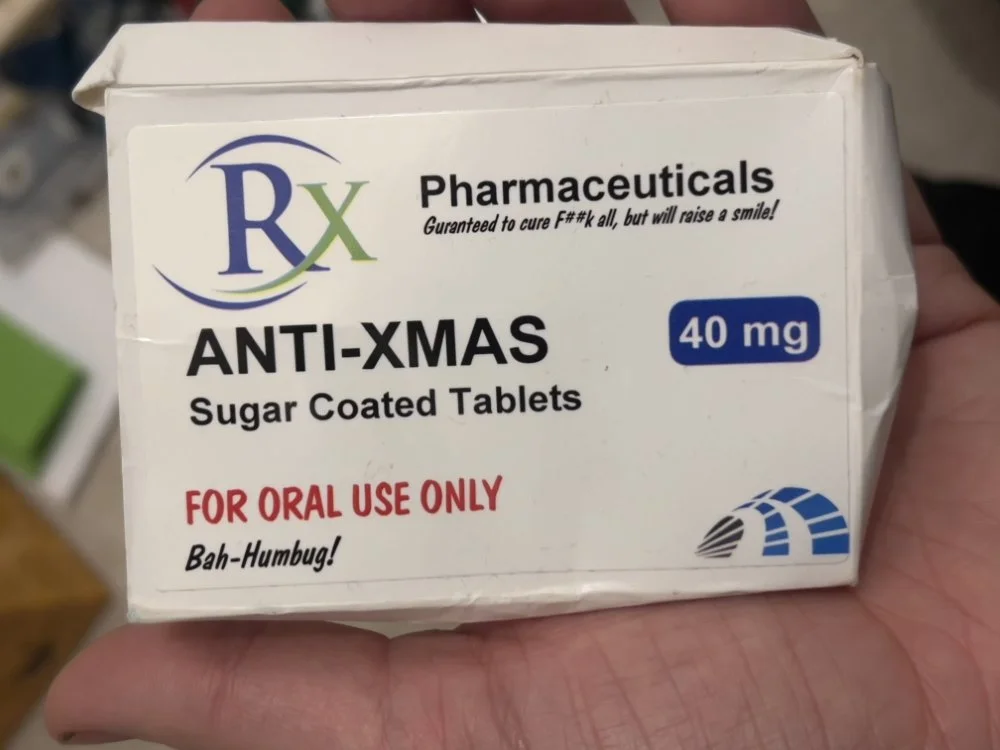 Rx
Pharmaceuticals
Guranteed to cure F##k all, but will raise a smile!
ANTI-XMAS
40 mg
Sugar Coated Tablets
FOR ORAL USE ONLY
Bah-Humbug!